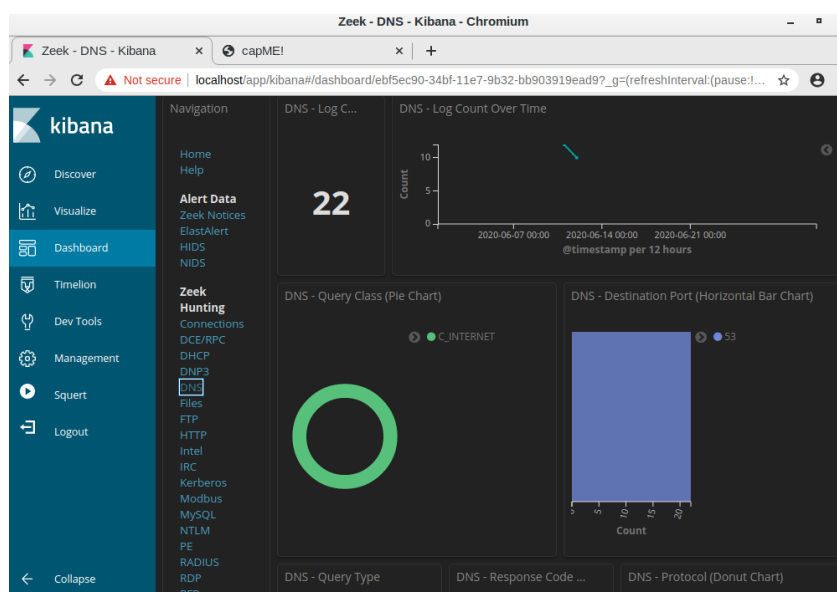 Zeek - DNS - Kibana - Chromium
Zeek - DNS - Kibana
capME!
Not secure
localhost/app/kibana#/dashboard/ebf5ec90-34bf-11e7-9b32-bb903919ead9?_g=(refreshInterval:(pause:!...
kibana
Discover
Visualize
Dashboard
Timelion
Dev Tools
Management
Squert
Logout
Collapse
Navigation
Home
Help
Alert Data
Zeek Notices
ElastAlert
HIDS
NIDS
Zeek
Hunting
Connections
DCE/RPC
DHCP
DNP3
DNS
Files
FTP
HTTP
Intel
IRC
Kerberos
Modbus
MySQL
NTLM
PE
RADIUS
RDP
DNS - Log C...
22
DNS - Log Count Over Time
10
5
0
Count
2020-06-07 00:00
2020-06-14 00:00
2020-06-21 00:00
@timestamp per 12 hours
DNS - Query Class (Pie Chart)
C_INTERNET
DNS - Destination Port (Horizontal Bar Chart)
53
5
10
15
20
Count
DNS - Query Type
DNS - Response Code ...
DNS - Protocol (Donut Chart)